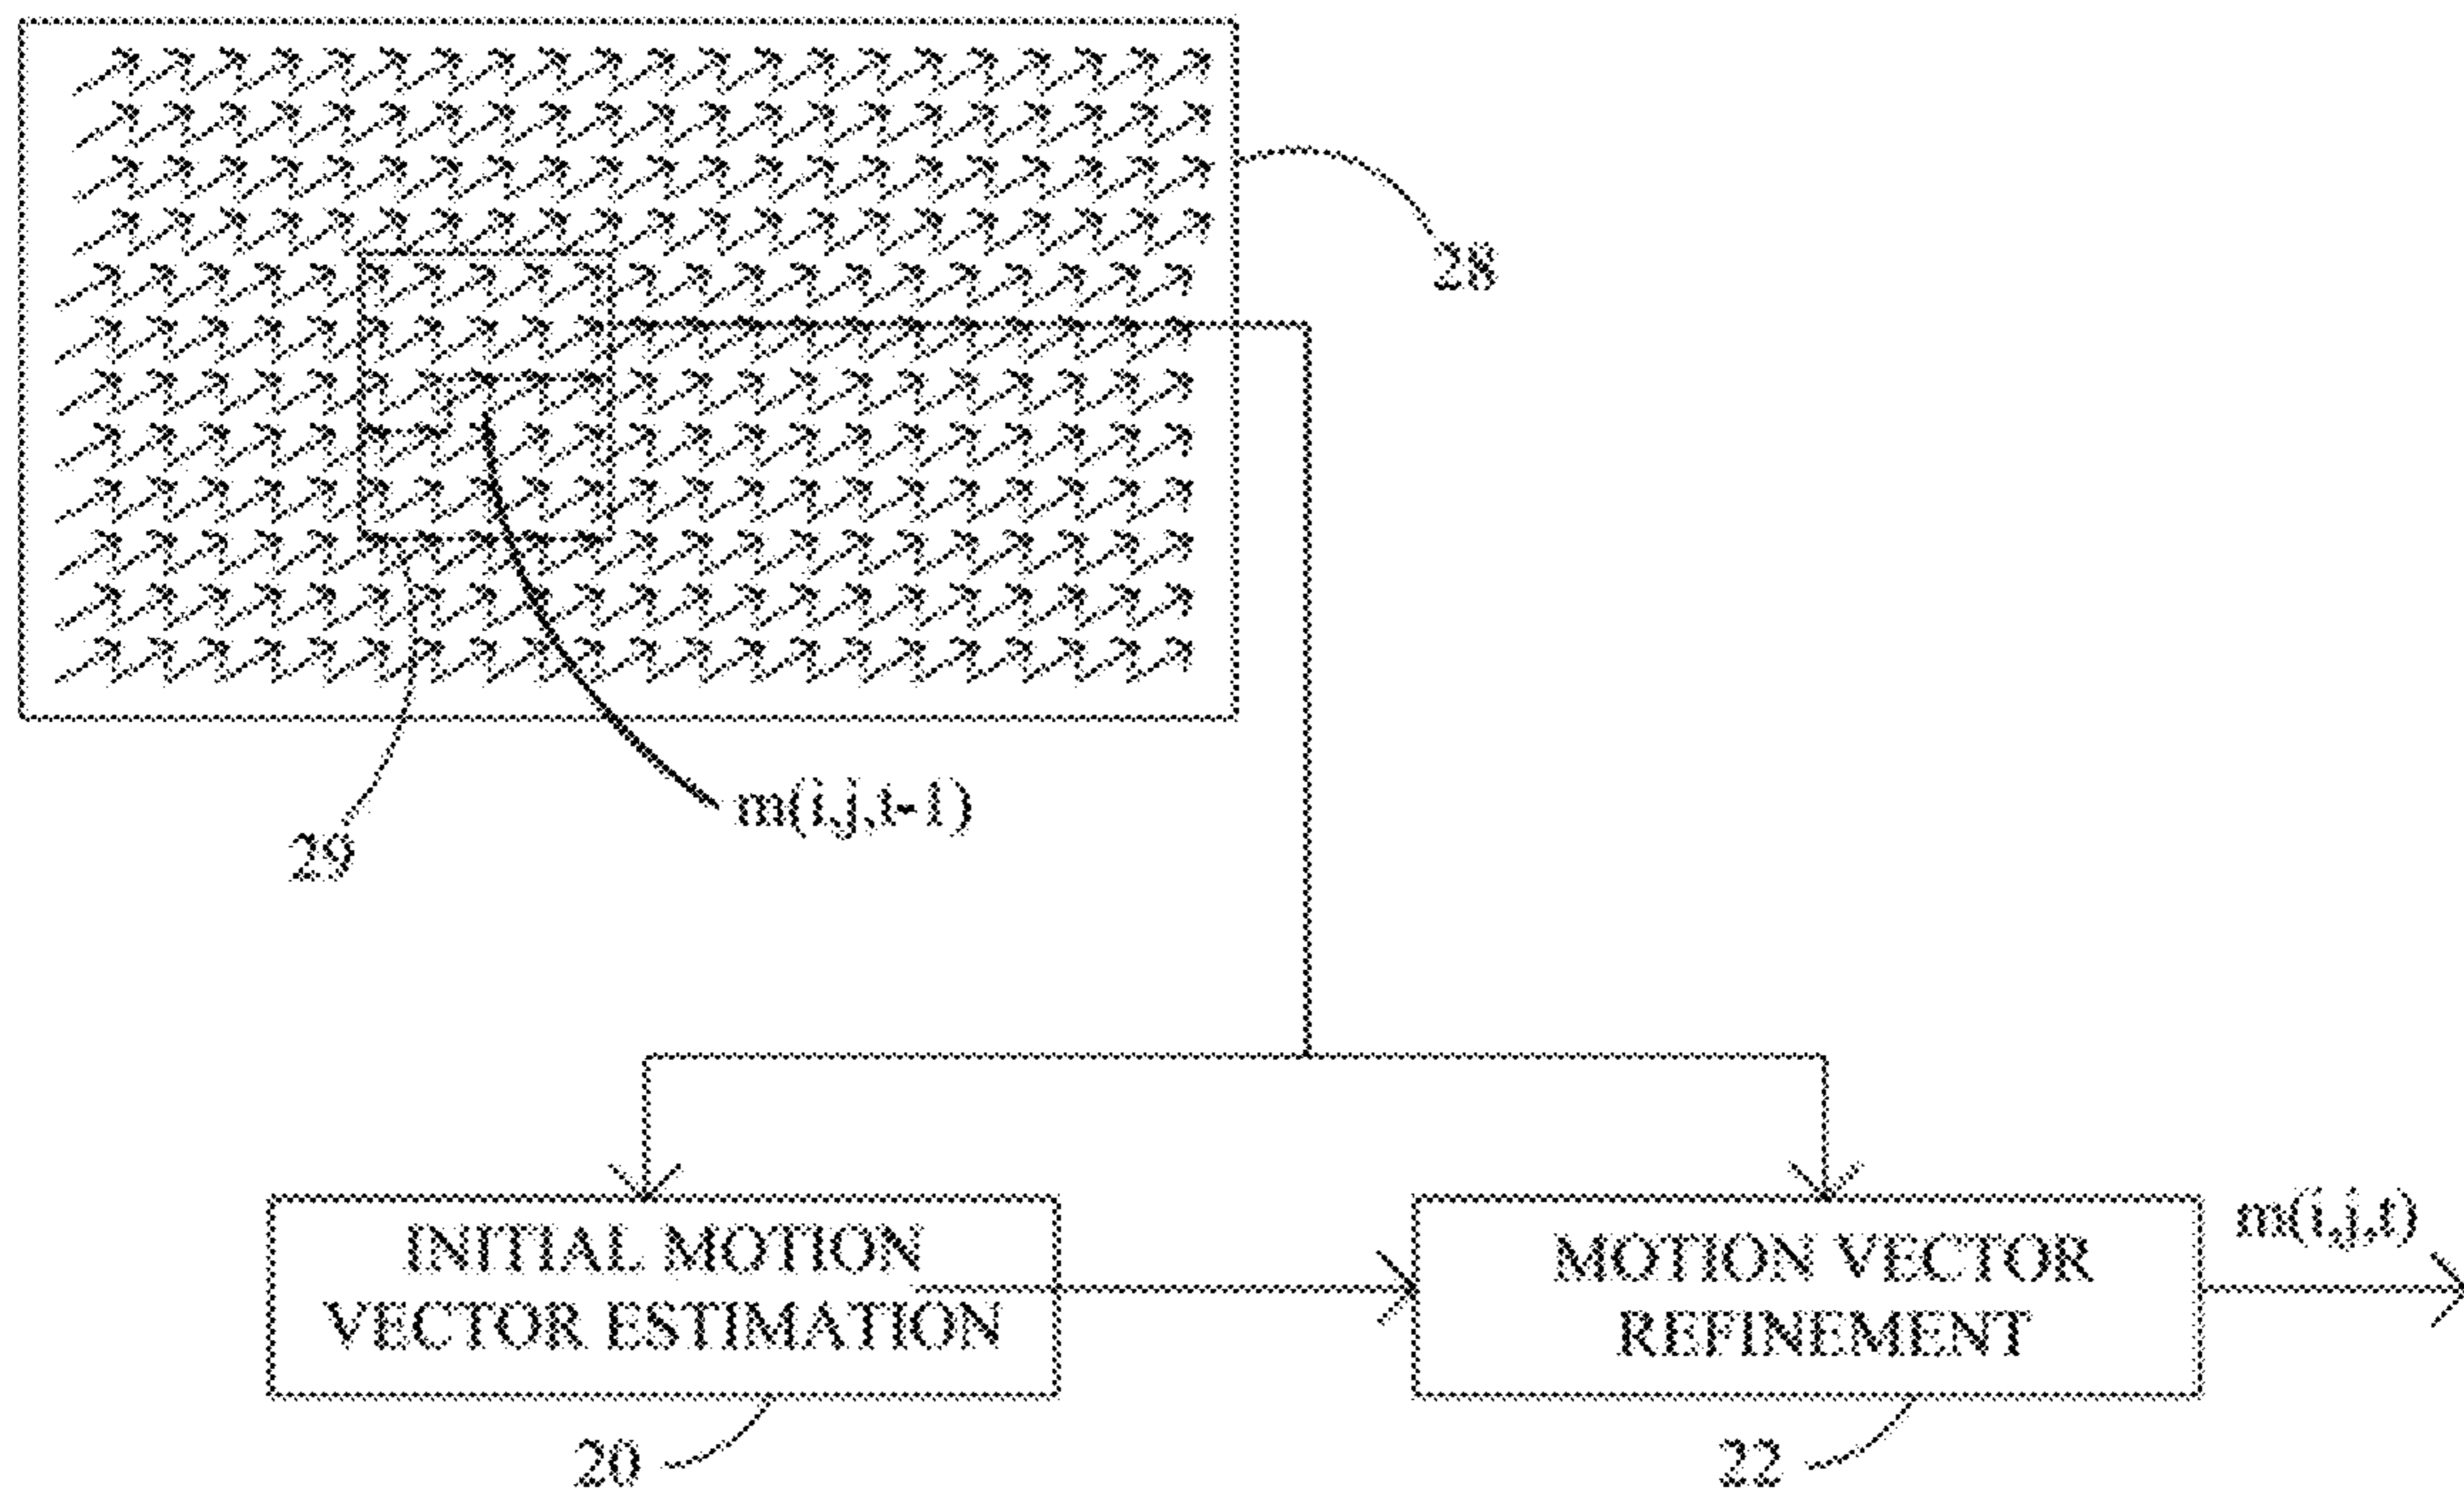 28
m(i,j,t-1)
29
INITIAL MOTION
VECTOR ESTIMATION
MOTION VECTOR
REFINEMENT
m(i,j,t)
20
22